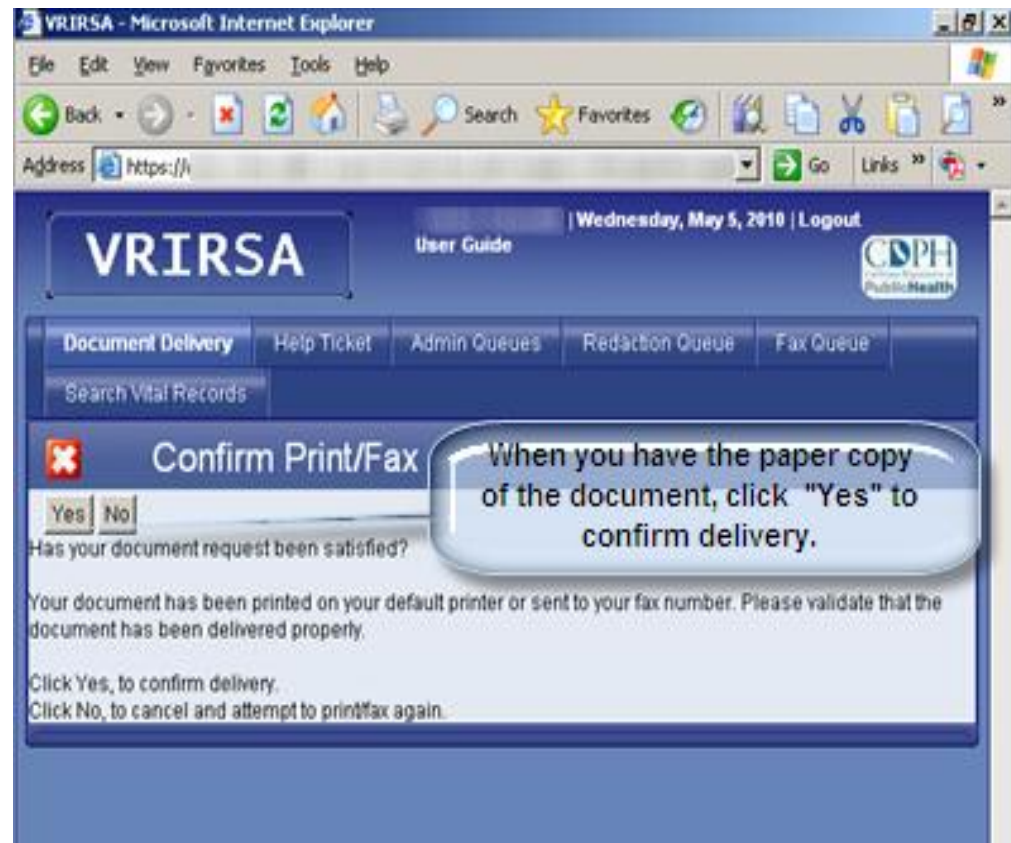 VRIRSA - Microsoft Internet Explorer
File Edit View Favorites Tools Help
Back Search Favorites »
Address https:// Go Links »
| Wednesday, May 5, 2010 | Logout
User Guide
VRIRSA
CDPH
PublicHealth
Document Delivery Help Ticket Admin Queues Redaction Queue Fax Queue
Search Vital Records
Confirm Print/Fax
When you have the paper copy
of the document, click "Yes" to
confirm delivery.
Yes No
Has your document request been satisfied?
Your document has been printed on your default printer or sent to your fax number. Please validate that the
document has been delivered properly.
Click Yes, to confirm delivery.
Click No, to cancel and attempt to print/fax again.